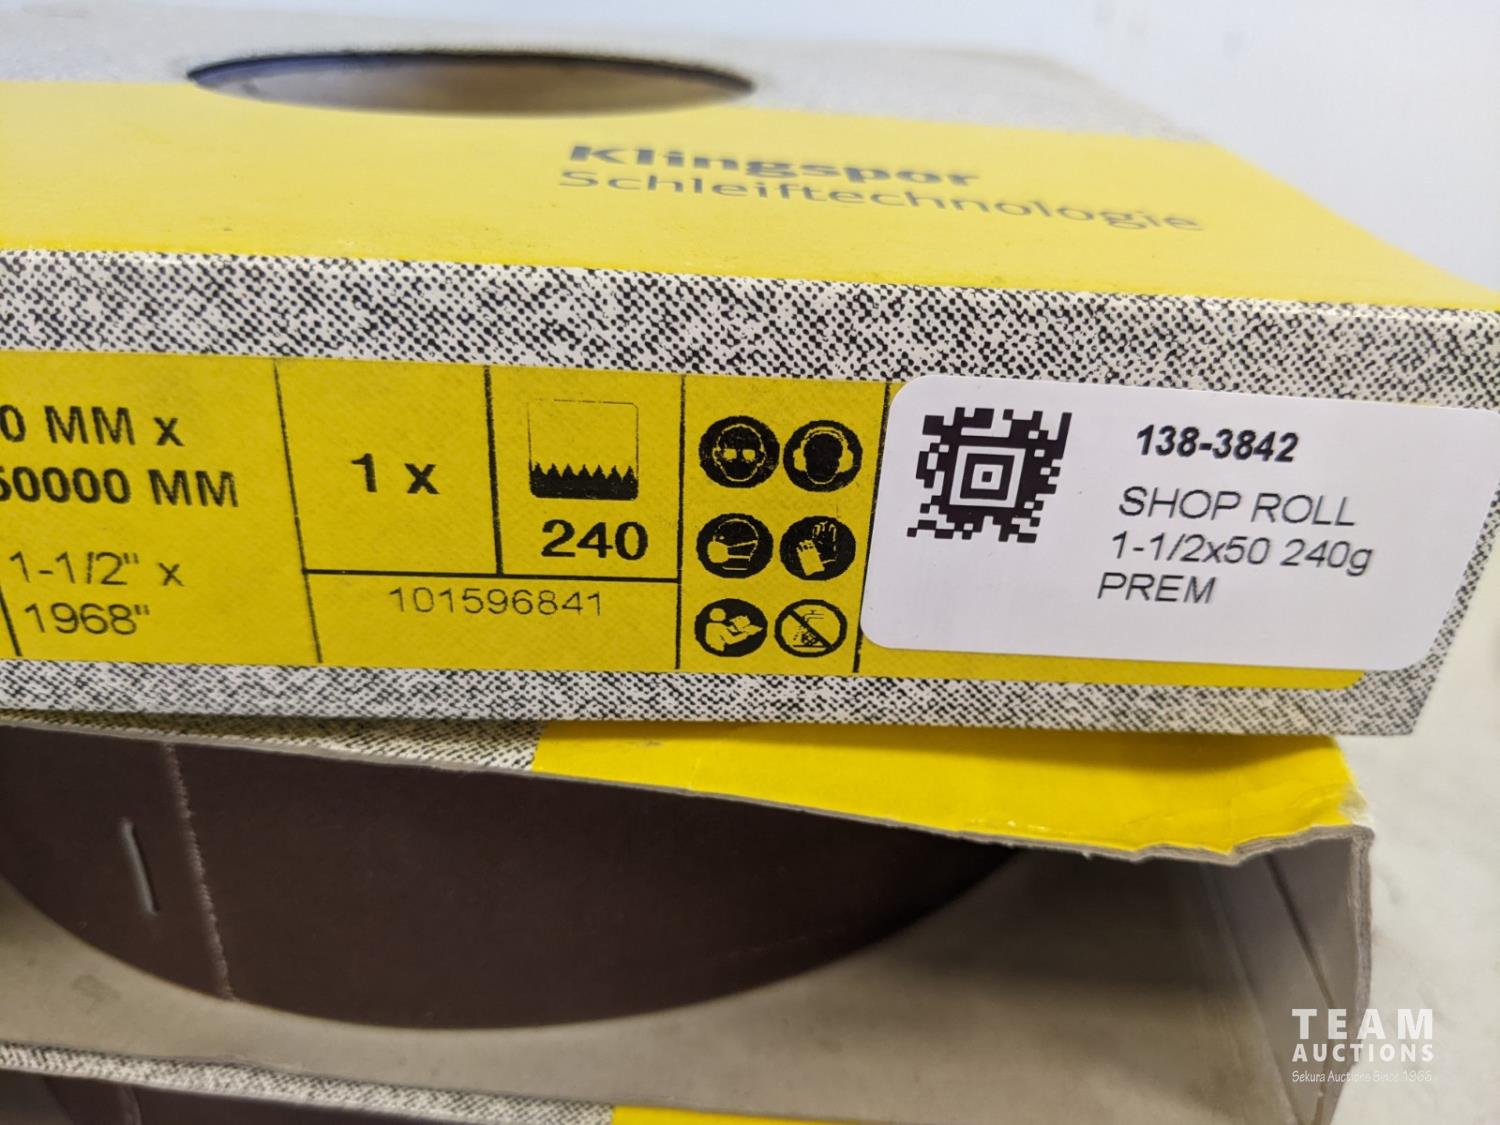 Klingspor
Schleiftechnologie
0 MM x
50000 MM
1-1/2" x
1968"
1 x
240
101596841
138-3842
SHOP ROLL
1-1/2x50 240g
PREM
TEAM
AUCTIONS
Sekura Auctions Since 1966